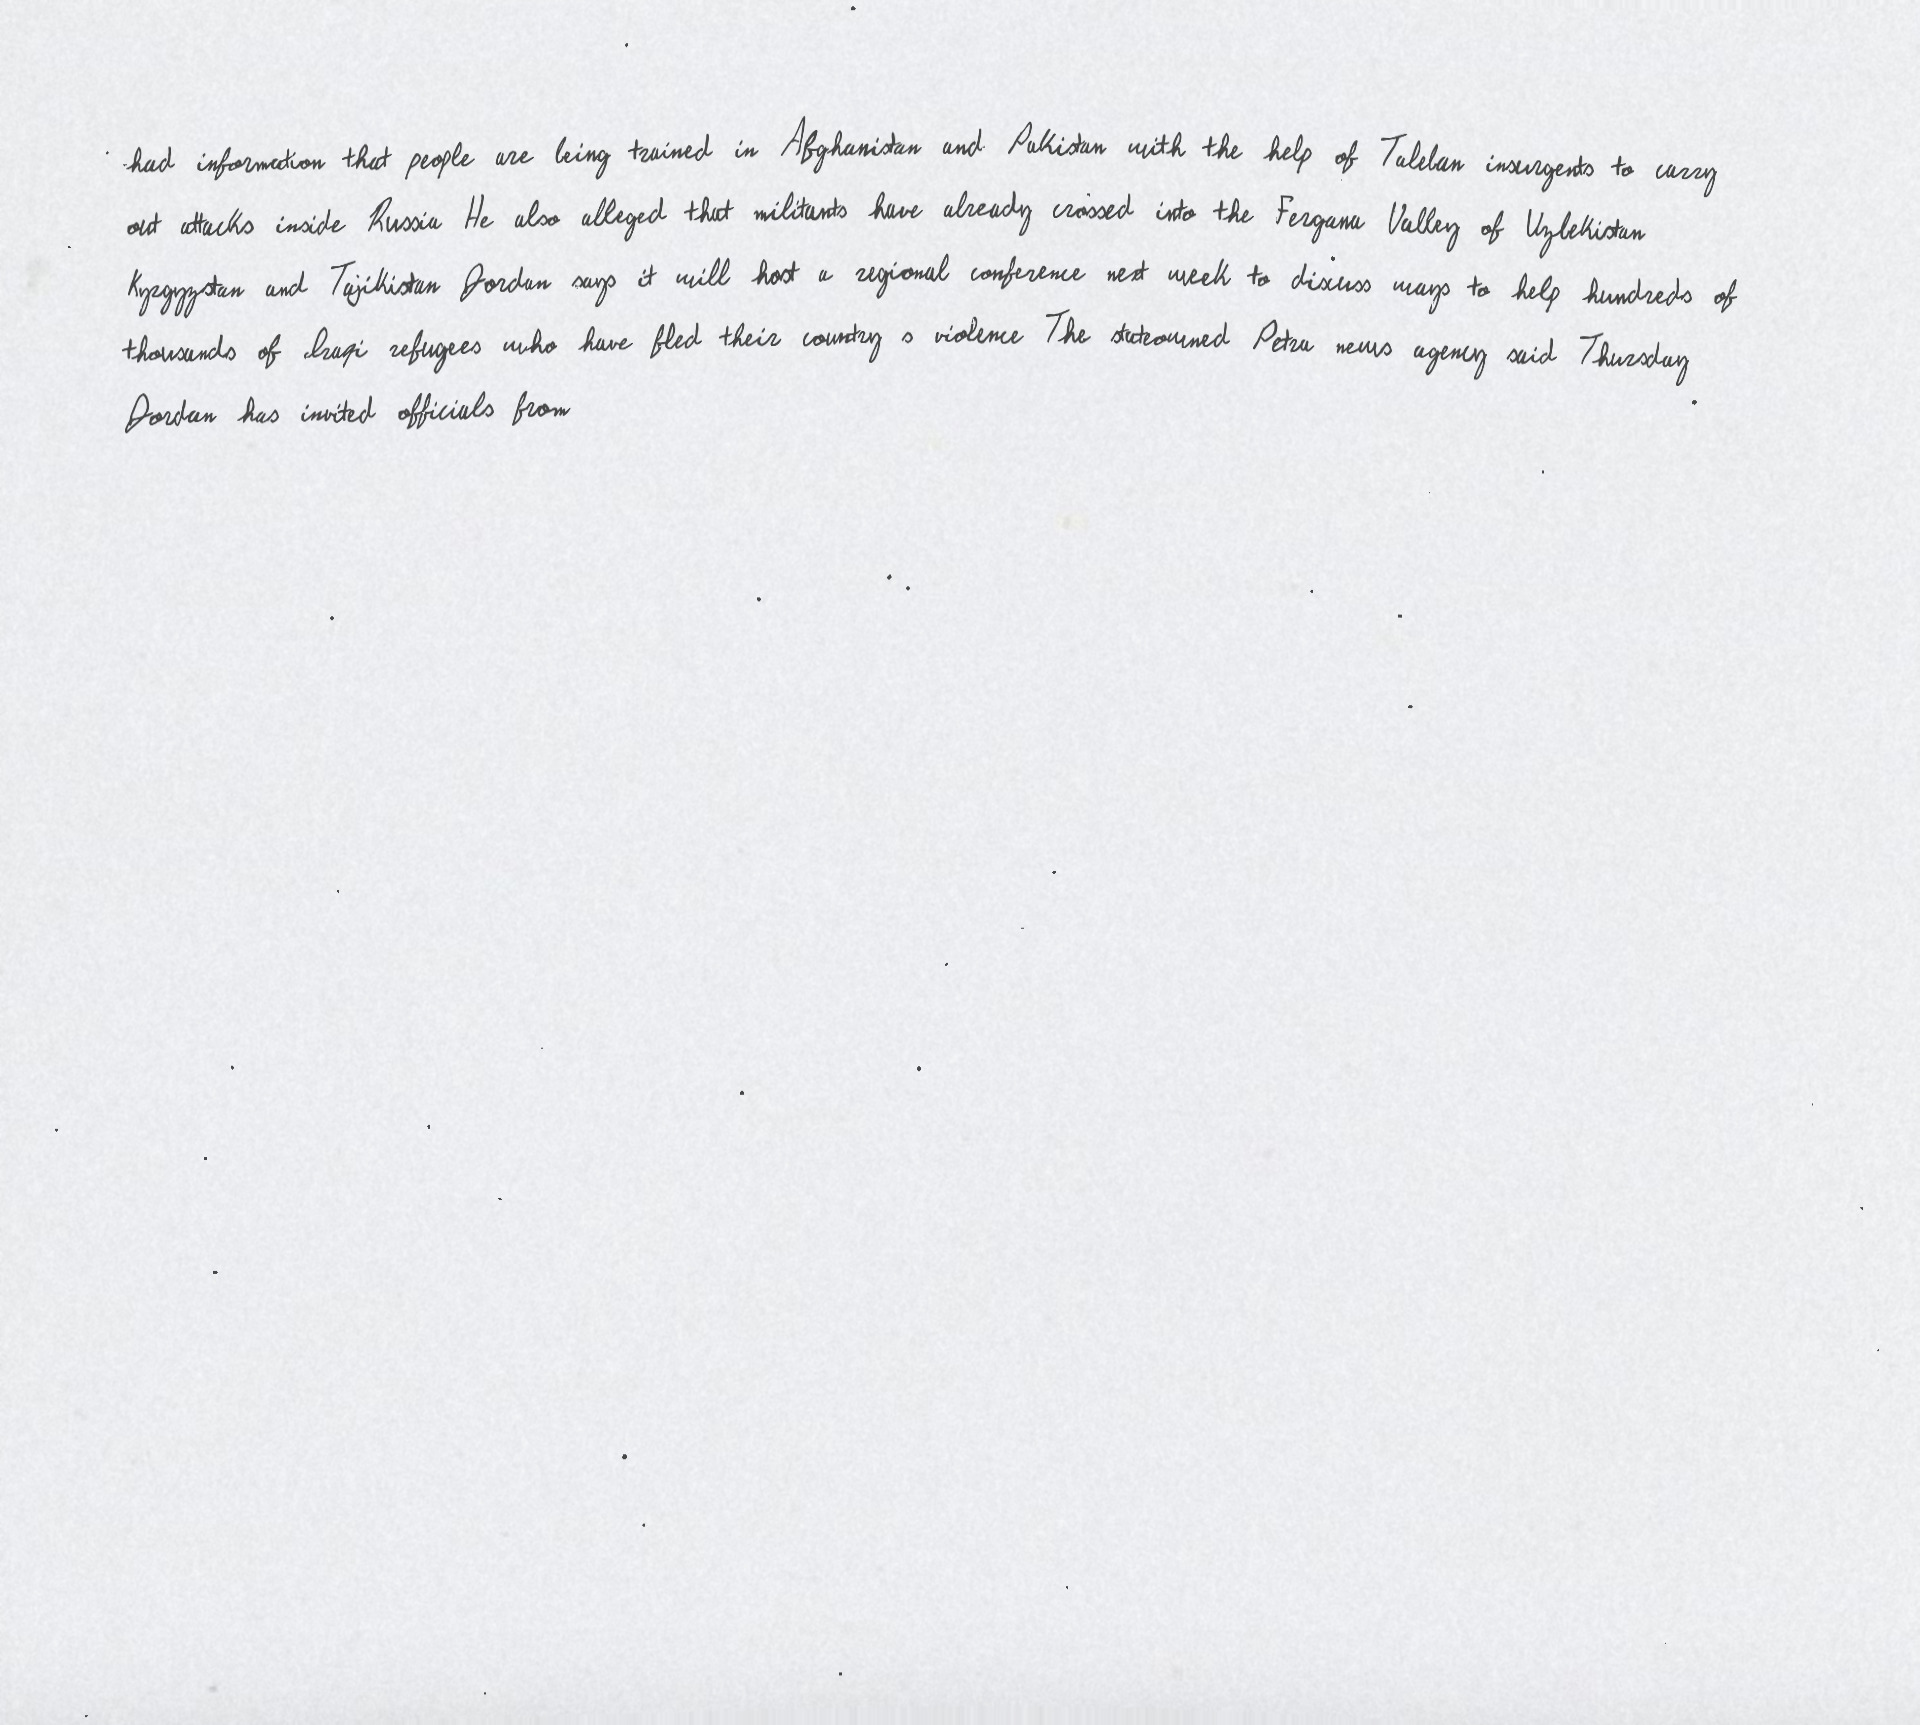 had information that people are being trained in Afghanistan and Pakistan with the help of Taleban insurgents to carry
out attacks inside Russia He also alleged that militants have already crossed into the Fergana Valley of Uzbekistan
Kyrgyzstan and Tajikistan Jordan says it will host a regional conference next week to discuss ways to help hundreds of
thousands of Iraqi refugees who have fled their country s violence The stateowned Petra news agency said Thursday
Jordan has invited officials from